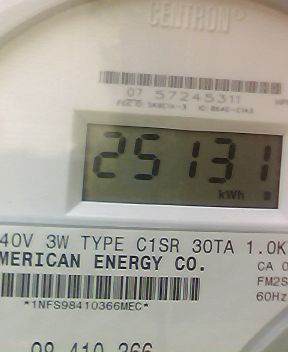 CENTRON®
07 57245311
25131
kWh
40V 3W TYPE C1SR 30TA 1.0K
MERICAN ENERGY CO.
CA 0
FM2S
60Hz
*1NFS98410366MEC*
98 410 366